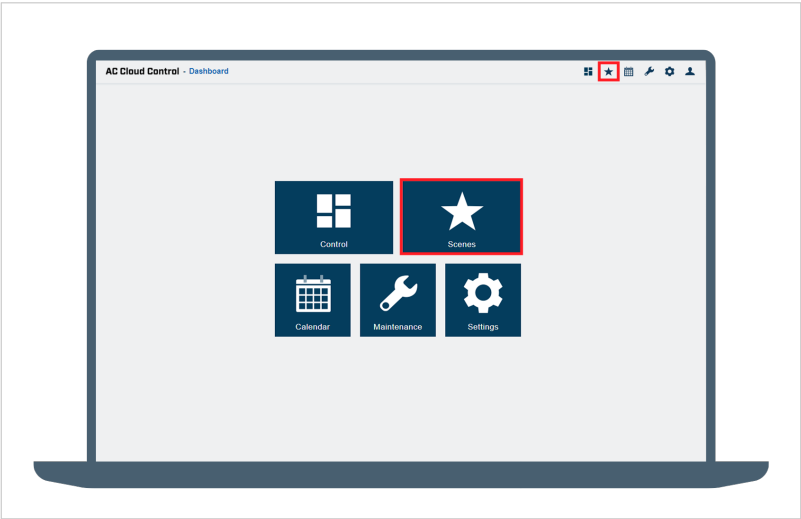 AC Cloud Control - Dashboard
Control
Scenes
Calendar
Maintenance
Settings